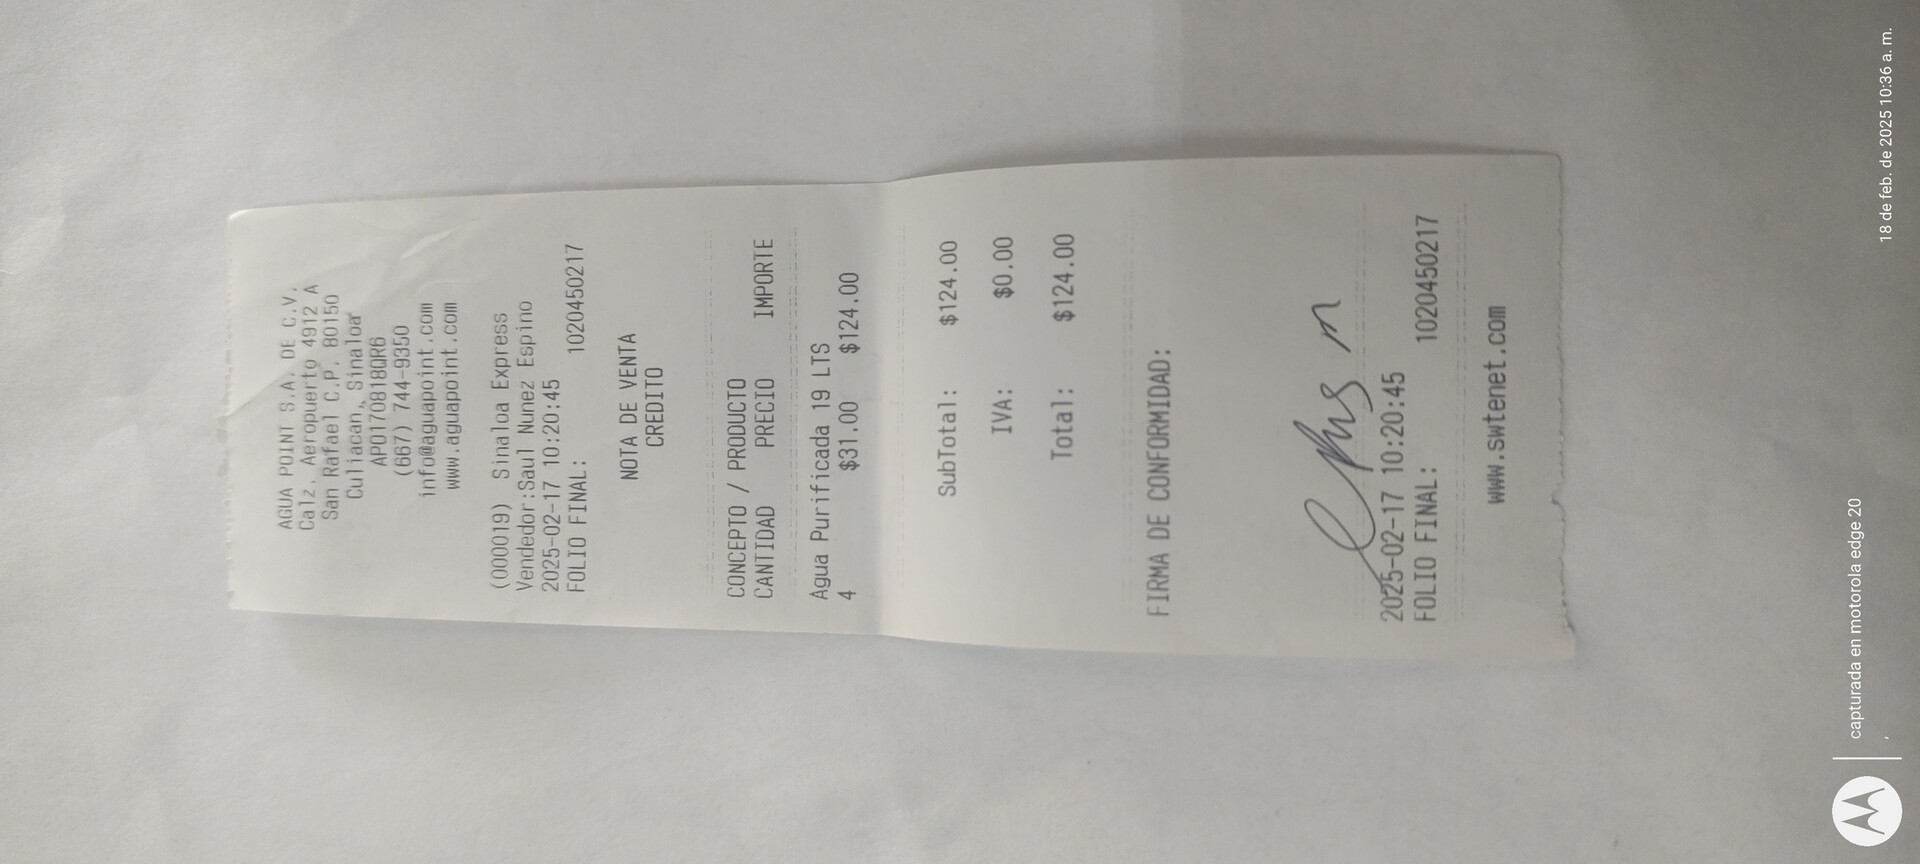 AGUA POINT S.A. DE C.V.
Calz. Aeropuerto 4912 A
San Rafael C.P. 80150
Culiacan, Sinaloa
APO170818QR6
(667) 744-9350
info@aguapoint.com
www.aguapoint.com
(000019) Sinaloa Express
Vendedor:Saul Nunez Espino
2025-02-17 10:20:45
FOLIO FINAL: 1020450217
NOTA DE VENTA
CREDITO
CONCEPTO / PRODUCTO
CANTIDAD PRECIO IMPORTE
Agua Purificada 19 LTS
4 $31.00 $124.00
SubTotal: $124.00
IVA: $0.00
Total: $124.00
FIRMA DE CONFORMIDAD:
2025-02-17 10:20:45
FOLIO FINAL: 1020450217
www.swtenet.com
capturada en motorola edge 20
18 de feb. de 2025 10:36 a. m.